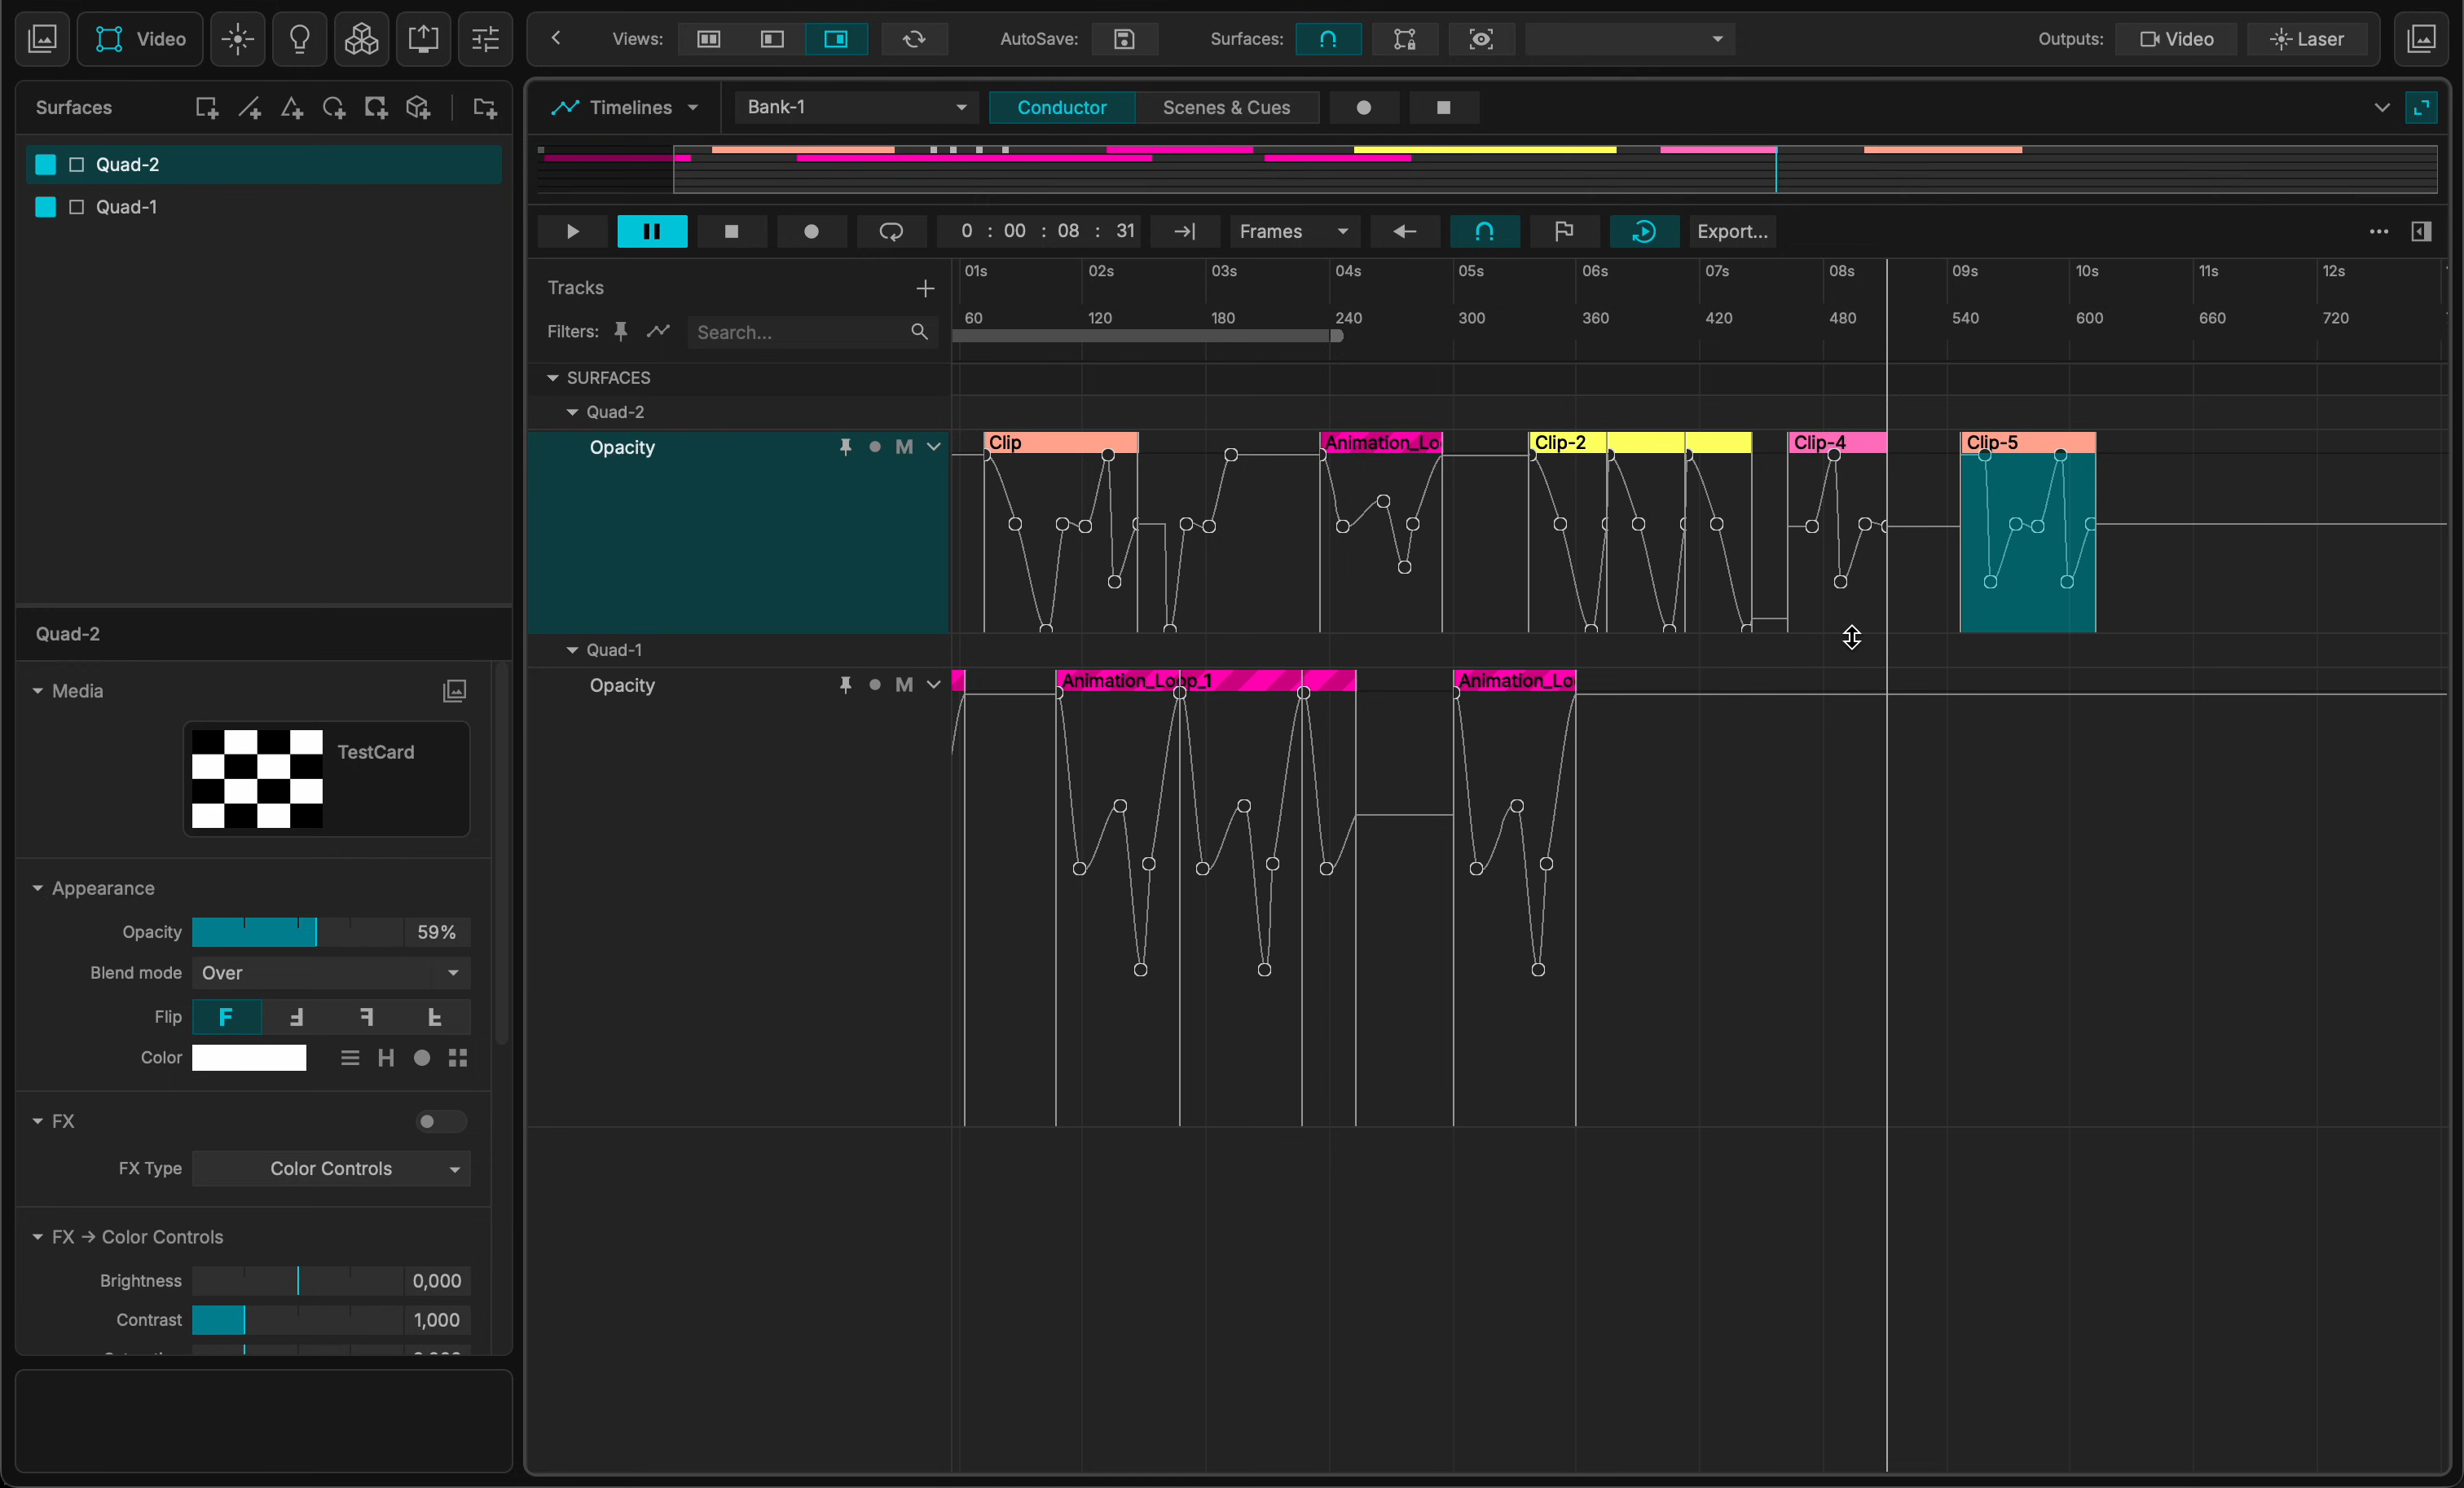 Video
Views:
AutoSave:
Surfaces:
Outputs:
Video
Laser
Surfaces
Quad-2
Quad-1
Timelines
Bank-1
Conductor
Scenes & Cues
0 : 00 : 08 : 31
Frames
Export...
Tracks
Filters:
Search...
01s 02s 03s 04s 05s 06s 07s 08s 09s 10s 11s 12s
60 120 180 240 300 360 420 480 540 600 660 720
SURFACES
Quad-2
Opacity M
Clip
Animation_Lo
Clip-2
Clip-4
Clip-5
Quad-1
Opacity M
Animation_Loop_1
Animation_Lo
Quad-2
Media
TestCard
Appearance
Opacity 59%
Blend mode Over
Flip F
Color H
FX
FX Type Color Controls
FX → Color Controls
Brightness 0,000
Contrast 1,000